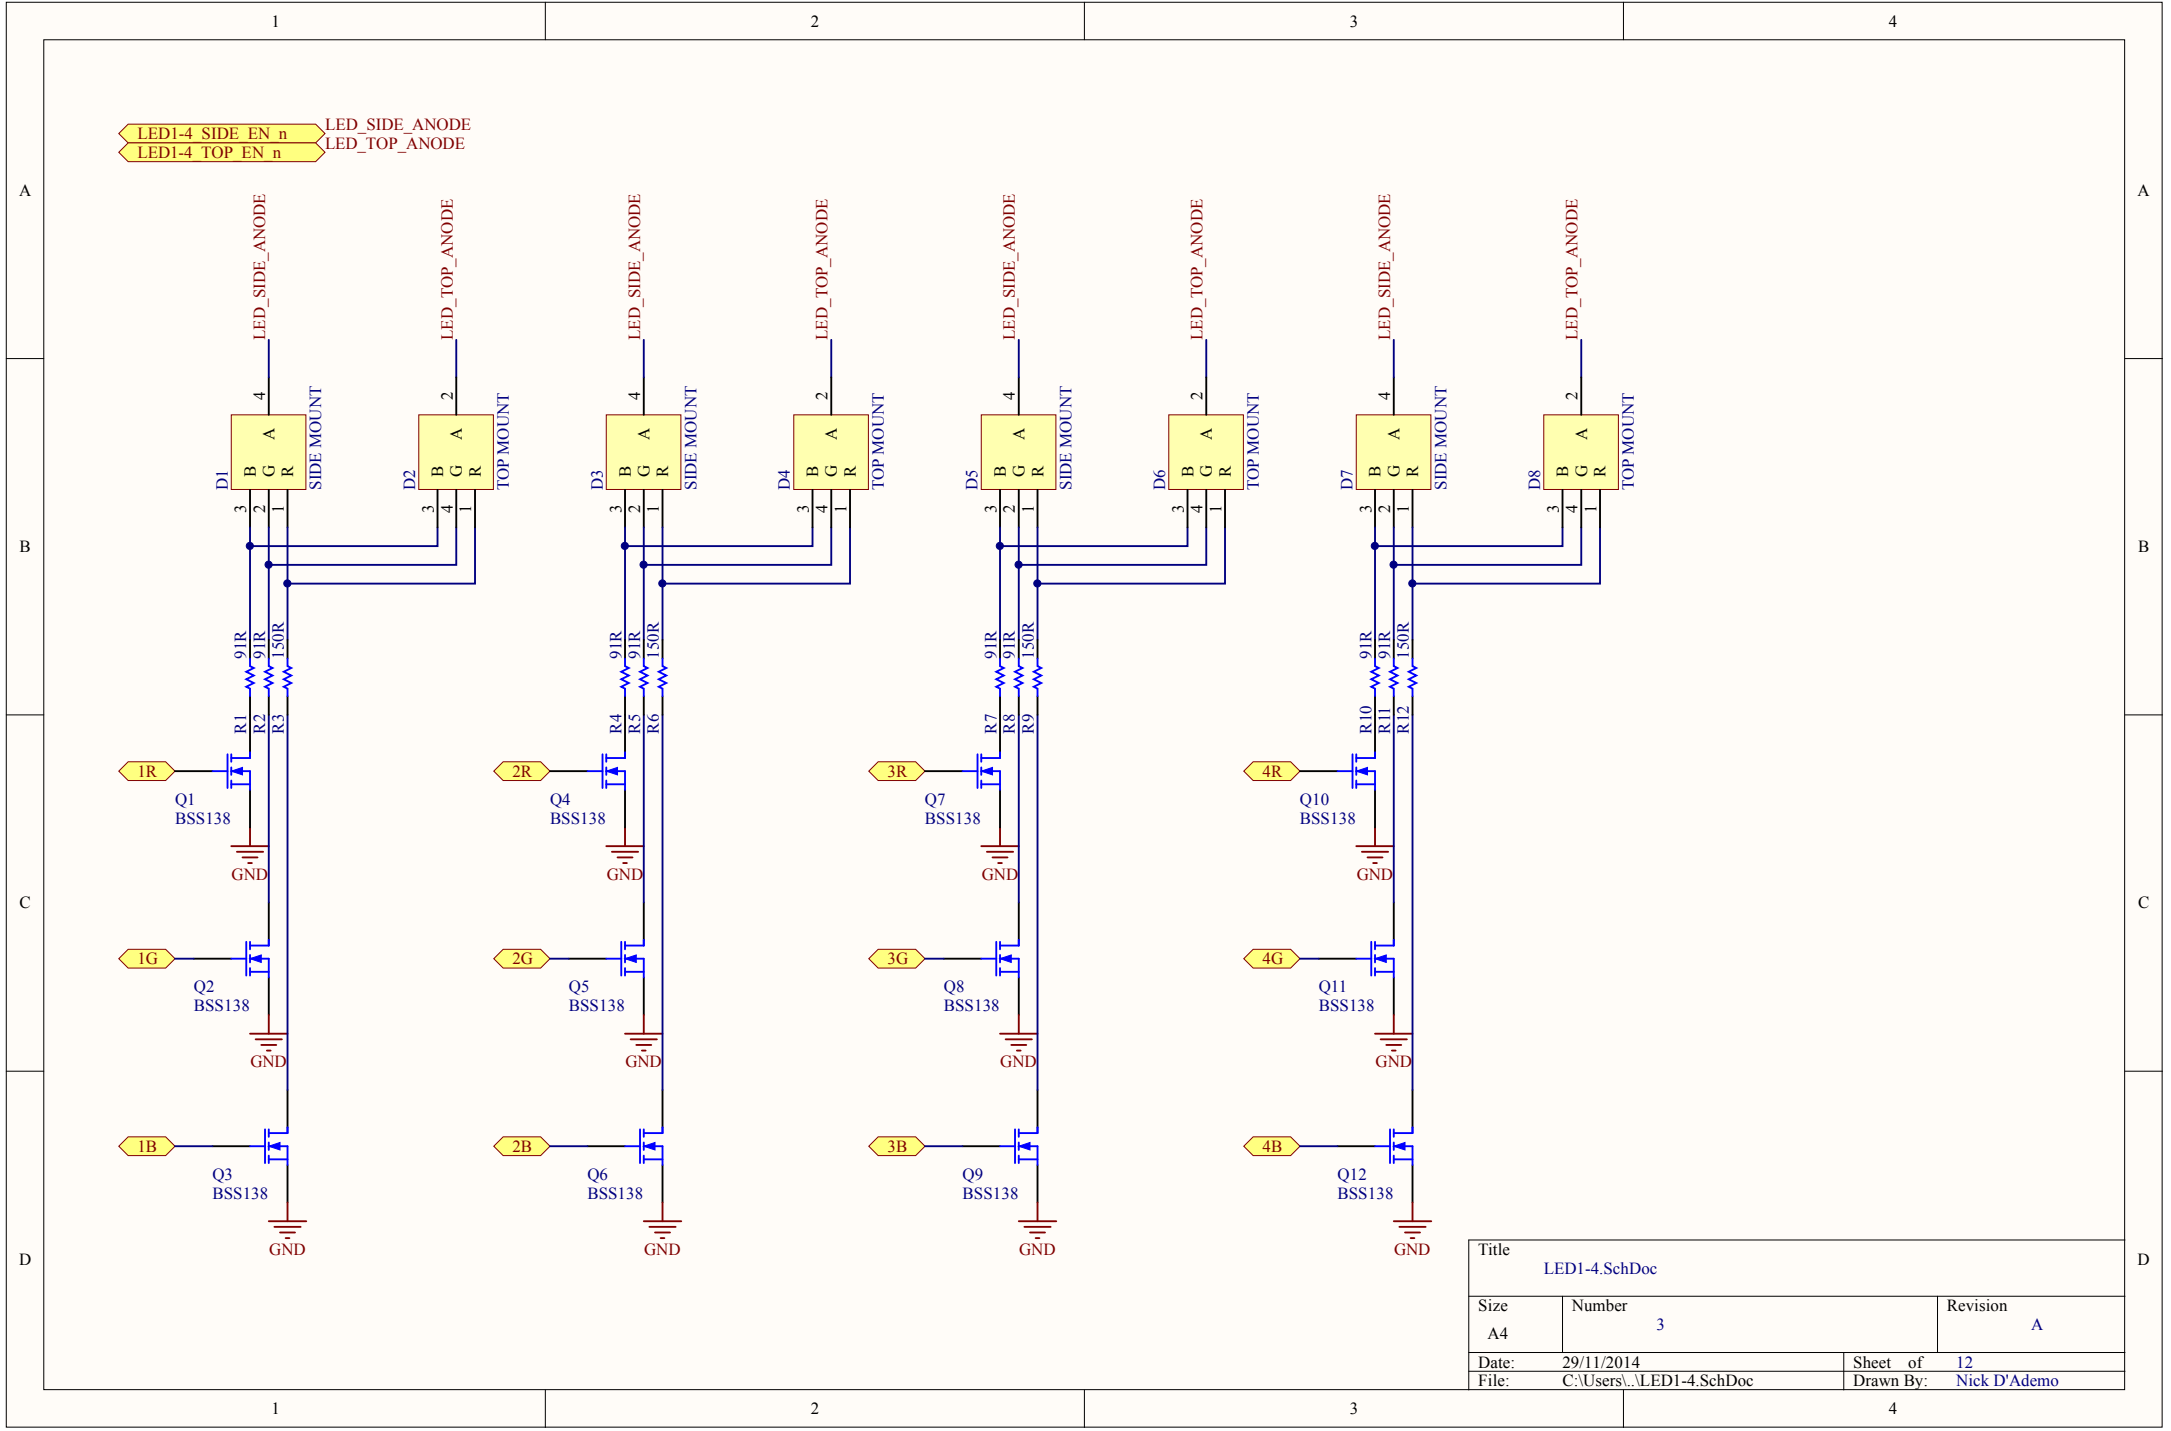 1 2 3 4
LED1-4_SIDE_EN_n LED_SIDE_ANODE
LED1-4_TOP_EN_n LED_TOP_ANODE
A A
LED_SIDE_ANODE LED_TOP_ANODE LED_SIDE_ANODE LED_TOP_ANODE LED_SIDE_ANODE LED_TOP_ANODE LED_SIDE_ANODE LED_TOP_ANODE
4 2 4 2 4 2 4 2
A A A A A A A A
B G R B G R B G R B G R B G R B G R B G R B G R
D1 SIDE MOUNT D2 TOP MOUNT D3 SIDE MOUNT D4 TOP MOUNT D5 SIDE MOUNT D6 TOP MOUNT D7 SIDE MOUNT D8 TOP MOUNT
3 2 1 3 4 1 3 2 1 3 4 1 3 2 1 3 4 1 3 2 1 3 4 1
B B
91R 91R 150R 91R 91R 150R 91R 91R 150R 91R 91R 150R
R1 R2 R3 R4 R5 R6 R7 R8 R9 R10 R11 R12
1R 2R 3R 4R
Q1 Q4 Q7 Q10
BSS138 BSS138 BSS138 BSS138
GND GND GND GND
C C
1G 2G 3G 4G
Q2 Q5 Q8 Q11
BSS138 BSS138 BSS138 BSS138
GND GND GND GND
1B 2B 3B 4B
Q3 Q6 Q9 Q12
BSS138 BSS138 BSS138 BSS138
GND GND GND GND
D D
Title
LED1-4.SchDoc
Size Number Revision
A4 3 A
Date: 29/11/2014 Sheet of 12
File: C:\Users\..\LED1-4.SchDoc Drawn By: Nick D'Ademo
1 2 3 4